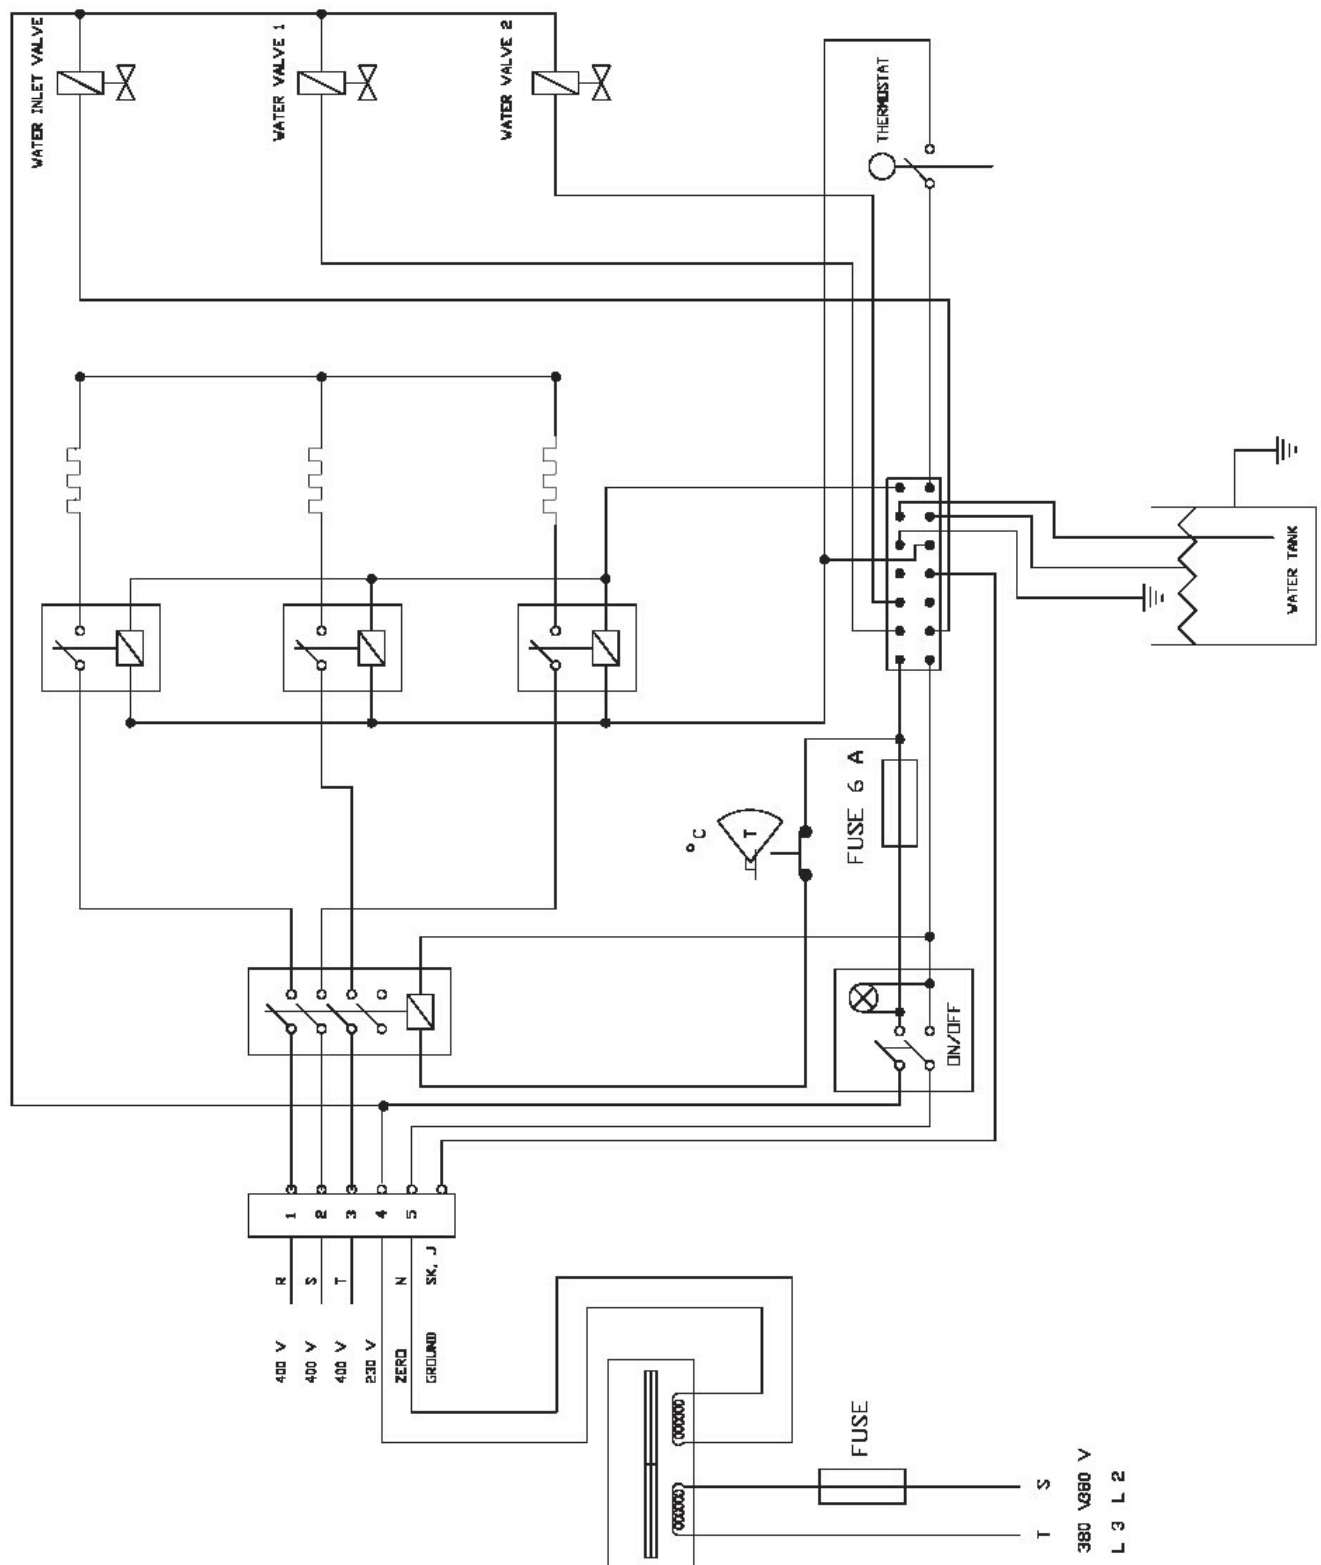 WATER INLET VALVE
WATER VALVE 1
WATER VALVE 2
THERMOSTAT
WATER TANK
FUSE 6 A
°C
T
ON/OFF
1
2
3
4
5
R
S
T
N
SK, J
400 V
400 V
400 V
230 V
ZERO
GROUND
FUSE
S
T
380 V380 V
L 3 L 2